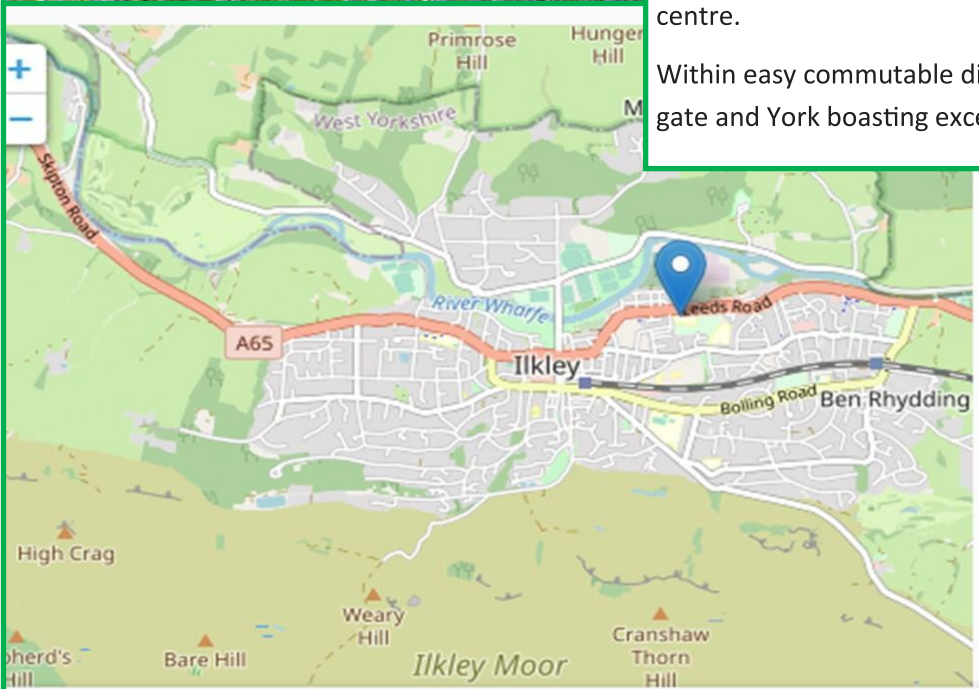 centre.
Within easy commutable di
gate and York boasting exce
+
−
Primrose
Hill
Hunger
Hill
M
West Yorkshire
Skipton Road
River Wharfe
Leeds Road
A65
Ilkley
Bolling Road
Ben Rhydding
High Crag
Weary
Hill
Cranshaw
Thorn
Hill
pherd's
Hill
Bare Hill
Ilkley Moor